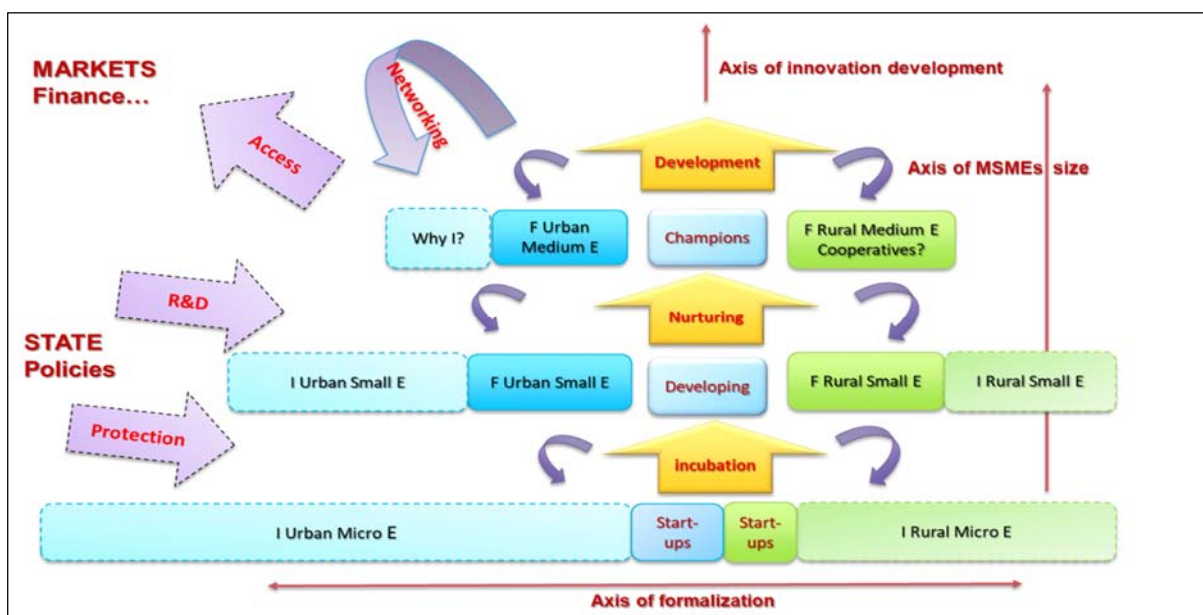 MARKETS
Finance...
Access
Networking
Axis of innovation development
Development
Axis of MSMEs size
Why I?
F Urban
Medium E
Champions
F Rural Medium E
Cooperatives?
R&D
Nurturing
STATE
Policies
I Urban Small E
F Urban Small E
Developing
F Rural Small E
I Rural Small E
Protection
incubation
I Urban Micro E
Start-
ups
Start-
ups
I Rural Micro E
Axis of formalization